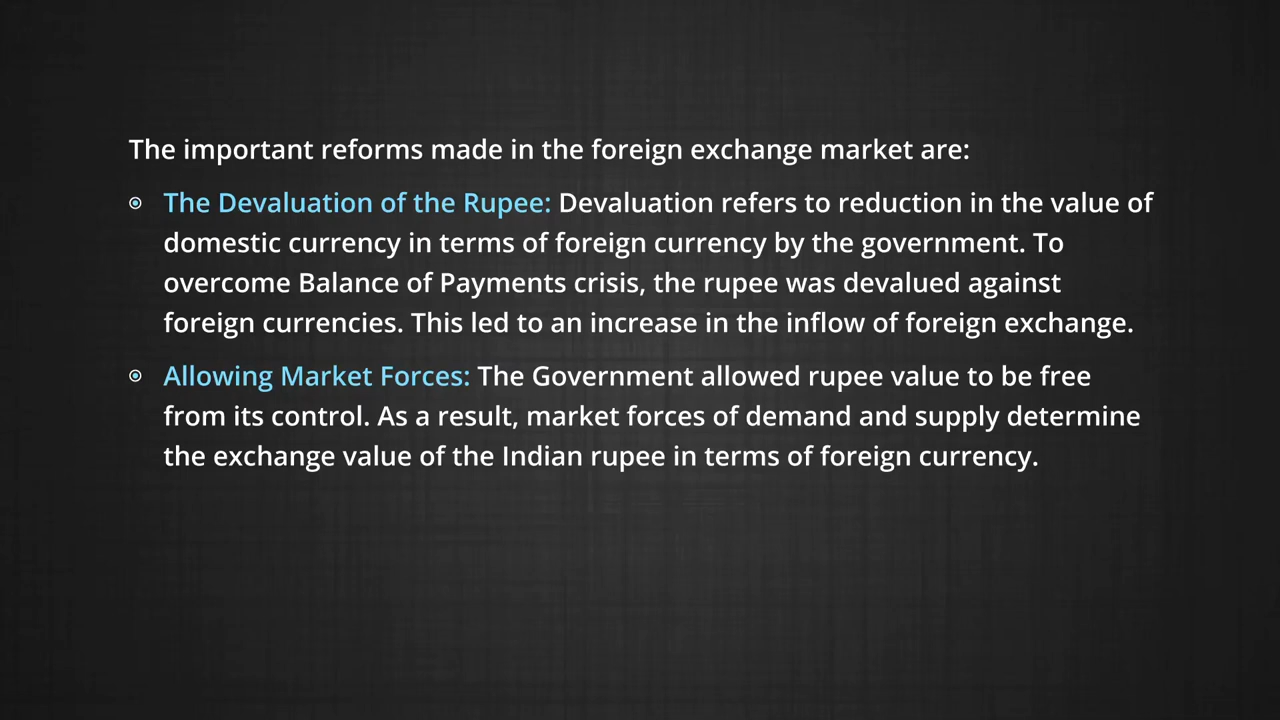 The important reforms made in the foreign exchange market are:
The Devaluation of the Rupee: Devaluation refers to reduction in the value of
domestic currency in terms of foreign currency by the government. To
overcome Balance of Payments crisis, the rupee was devalued against
foreign currencies. This led to an increase in the inflow of foreign exchange.
Allowing Market Forces: The Government allowed rupee value to be free
from its control. As a result, market forces of demand and supply determine
the exchange value of the Indian rupee in terms of foreign currency.